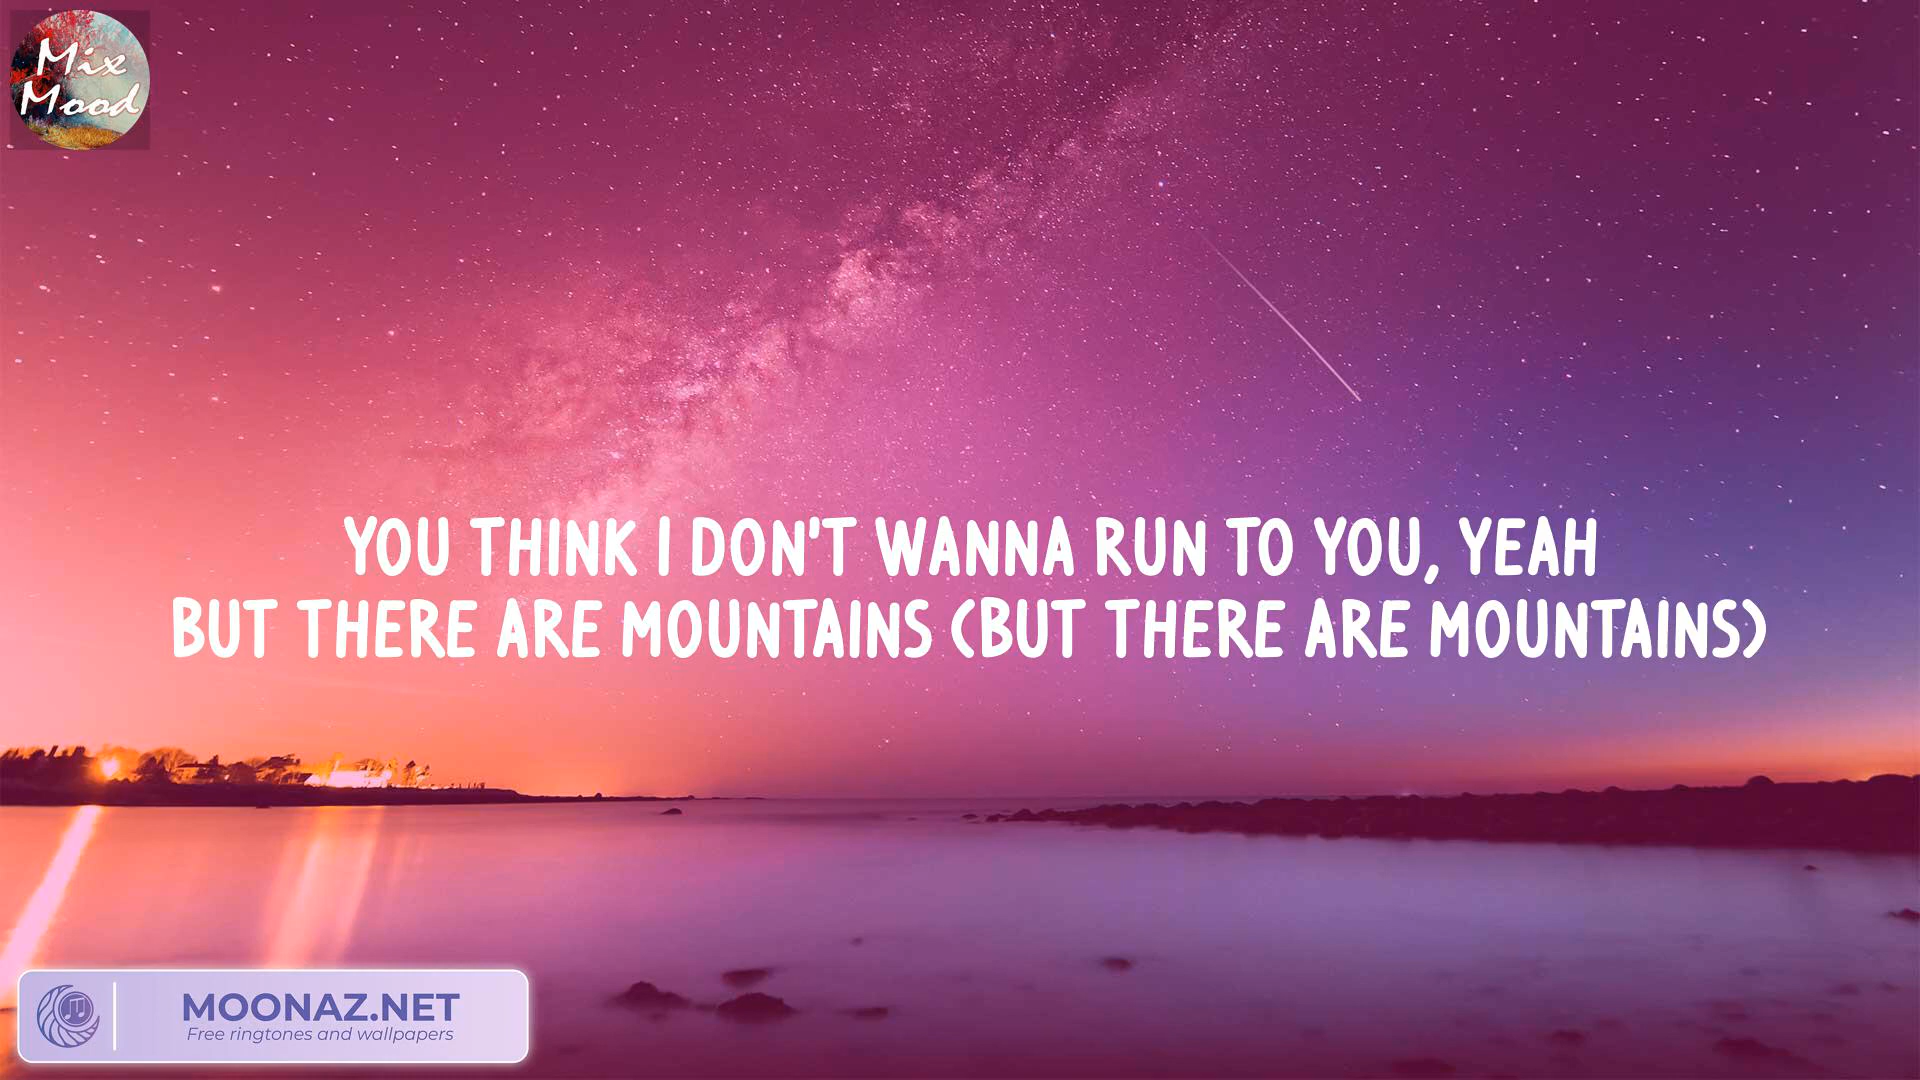 Mix
Mood
YOU THINK I DON'T WANNA RUN TO YOU, YEAH
BUT THERE ARE MOUNTAINS (BUT THERE ARE MOUNTAINS)
MOONAZ.NET
Free ringtones and wallpapers